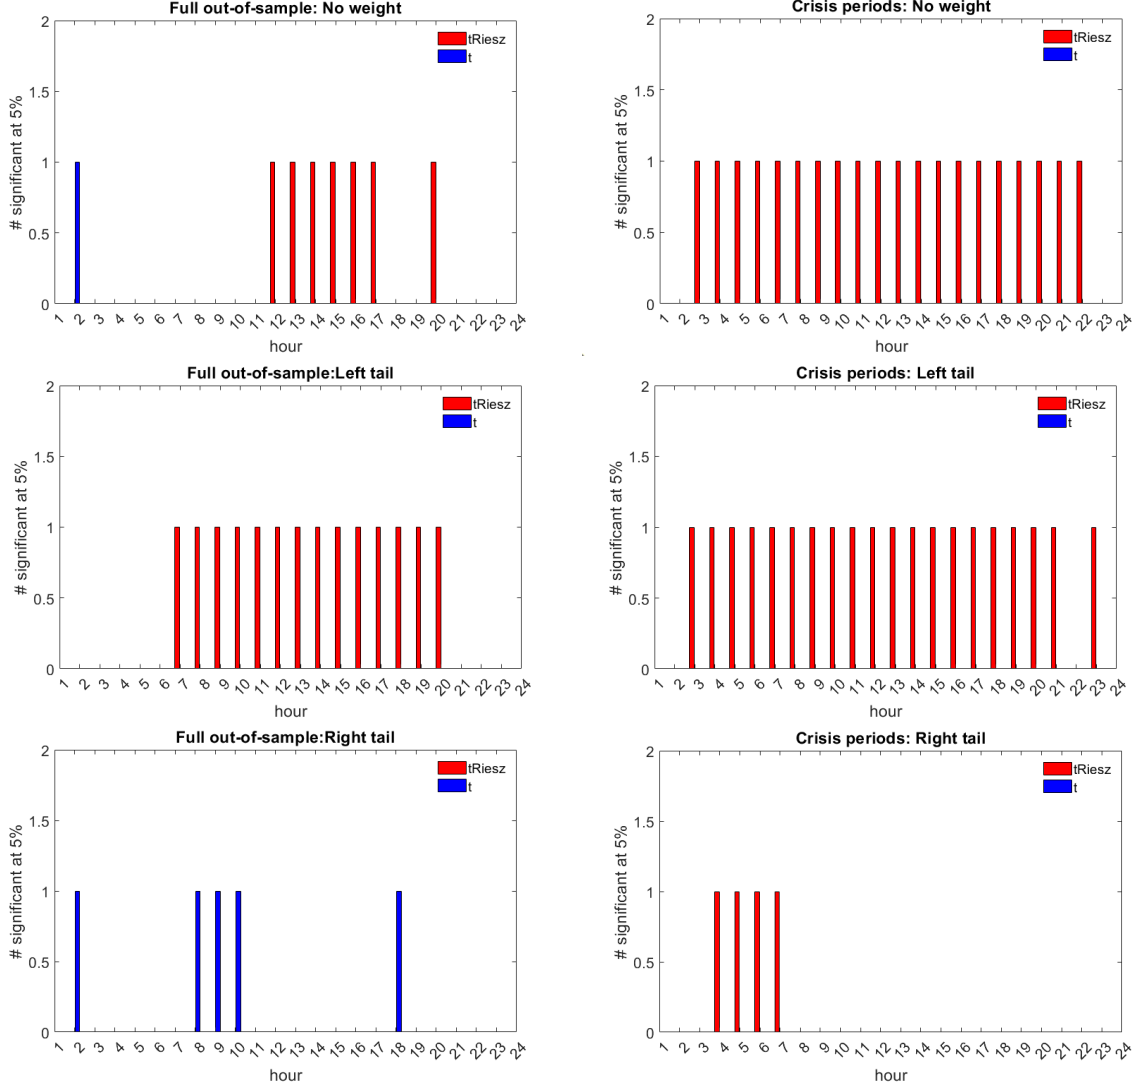 Full out-of-sample: No weight
# significant at 5%
2
1.5
1
0.5
0
tRiesz
t
1 2 3 4 5 6 7 8 9 10 11 12 13 14 15 16 17 18 19 20 21 22 23 24
hour
Crisis periods: No weight
# significant at 5%
2
1.5
1
0.5
0
tRiesz
t
1 2 3 4 5 6 7 8 9 10 11 12 13 14 15 16 17 18 19 20 21 22 23 24
hour
Full out-of-sample:Left tail
# significant at 5%
2
1.5
1
0.5
0
tRiesz
t
1 2 3 4 5 6 7 8 9 10 11 12 13 14 15 16 17 18 19 20 21 22 23 24
hour
Crisis periods: Left tail
# significant at 5%
2
1.5
1
0.5
0
tRiesz
t
1 2 3 4 5 6 7 8 9 10 11 12 13 14 15 16 17 18 19 20 21 22 23 24
hour
Full out-of-sample:Right tail
# significant at 5%
2
1.5
1
0.5
0
tRiesz
t
1 2 3 4 5 6 7 8 9 10 11 12 13 14 15 16 17 18 19 20 21 22 23 24
hour
Crisis periods: Right tail
# significant at 5%
2
1.5
1
0.5
0
tRiesz
t
1 2 3 4 5 6 7 8 9 10 11 12 13 14 15 16 17 18 19 20 21 22 23 24
hour